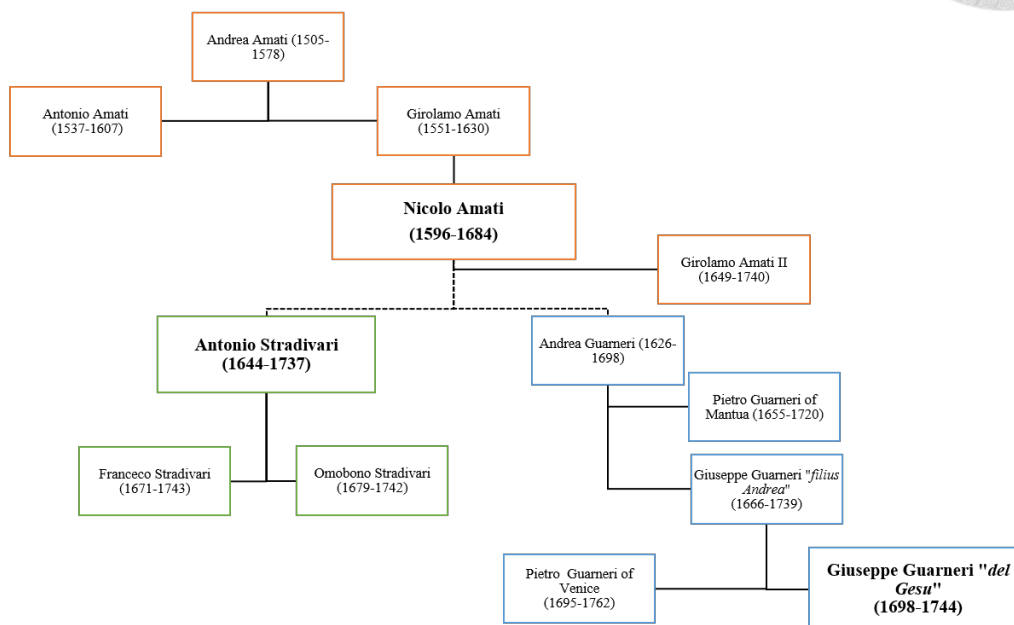 Andrea Amati (1505-
1578)
Antonio Amati
(1537-1607)
Girolamo Amati
(1551-1630)
Nicolo Amati
(1596-1684)
Girolamo Amati II
(1649-1740)
Antonio Stradivari
(1644-1737)
Andrea Guarneri (1626-
1698)
Pietro Guarneri of
Mantua (1655-1720)
Franceco Stradivari
(1671-1743)
Omobono Stradivari
(1679-1742)
Giuseppe Guarneri "filius
Andrea"
(1666-1739)
Pietro Guarneri of
Venice
(1695-1762)
Giuseppe Guarneri "del
Gesu"
(1698-1744)